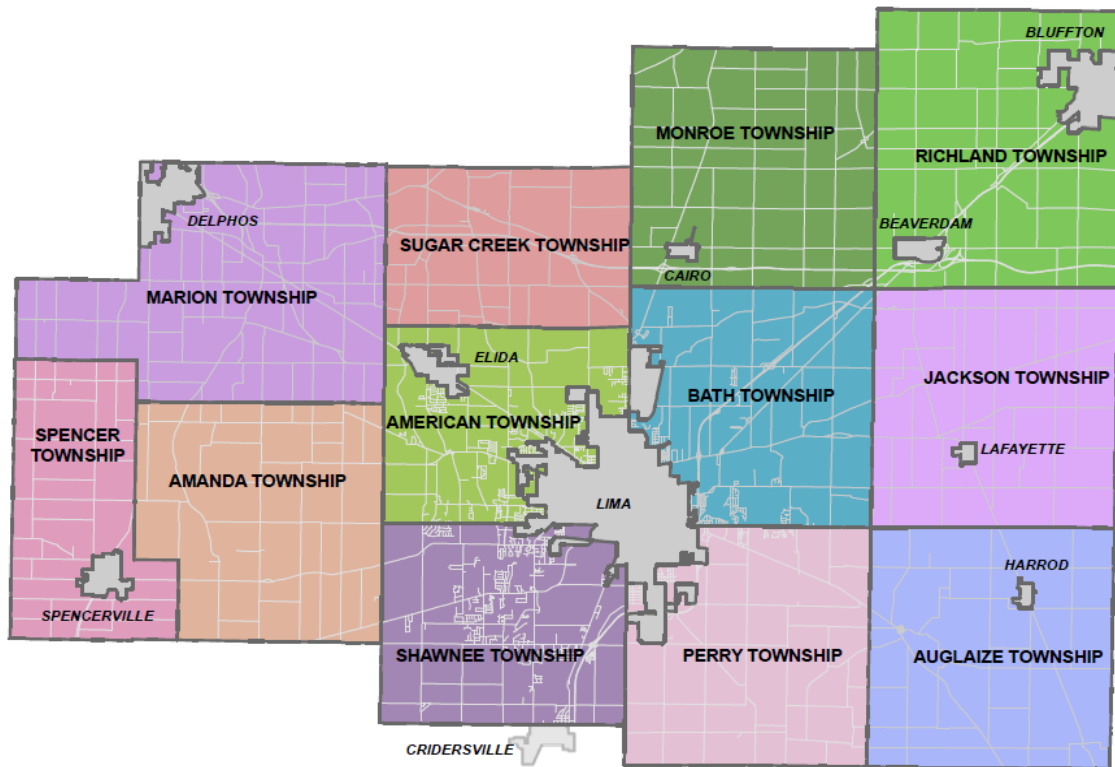 BLUFFTON
MONROE TOWNSHIP
RICHLAND TOWNSHIP
DELPHOS
BEAVERDAM
SUGAR CREEK TOWNSHIP
CAIRO
MARION TOWNSHIP
ELIDA
JACKSON TOWNSHIP
BATH TOWNSHIP
AMERICAN TOWNSHIP
SPENCER
TOWNSHIP
LAFAYETTE
AMANDA TOWNSHIP
LIMA
HARROD
SPENCERVILLE
SHAWNEE TOWNSHIP
PERRY TOWNSHIP
AUGLAIZE TOWNSHIP
CRIDERSVILLE